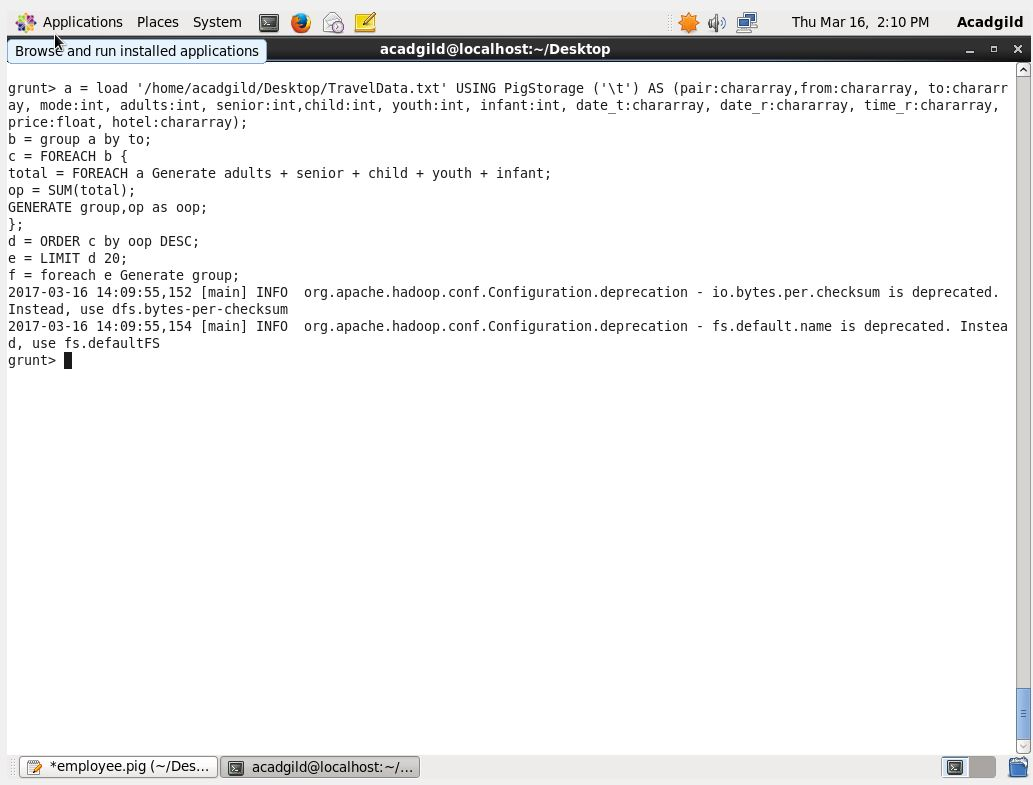 Applications Places System Thu Mar 16, 2:10 PM Acadgild
Browse and run installed applications
acadgild@localhost:~/Desktop
grunt> a = load '/home/acadgild/Desktop/TravelData.txt' USING PigStorage ('\t') AS (pair:chararray,from:chararray, to:chararr
ay, mode:int, adults:int, senior:int,child:int, youth:int, infant:int, date_t:chararray, date_r:chararray, time_r:chararray,
price:float, hotel:chararray);
b = group a by to;
c = FOREACH b {
total = FOREACH a Generate adults + senior + child + youth + infant;
op = SUM(total);
GENERATE group,op as oop;
};
d = ORDER c by oop DESC;
e = LIMIT d 20;
f = foreach e Generate group;
2017-03-16 14:09:55,152 [main] INFO  org.apache.hadoop.conf.Configuration.deprecation - io.bytes.per.checksum is deprecated.
Instead, use dfs.bytes-per-checksum
2017-03-16 14:09:55,154 [main] INFO  org.apache.hadoop.conf.Configuration.deprecation - fs.default.name is deprecated. Instea
d, use fs.defaultFS
grunt>
*employee.pig (~/Des... acadgild@localhost:~/...